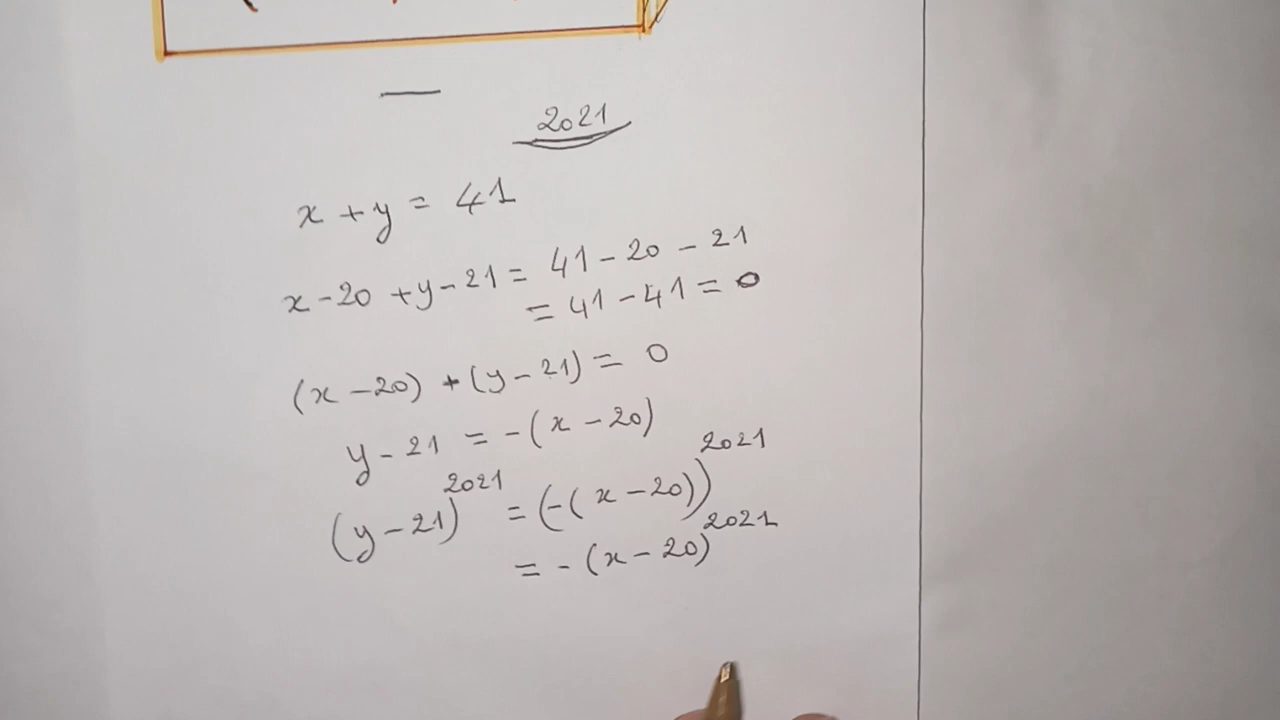 2021
x + y = 41
x - 20 + y - 21 = 41 - 20 - 21
= 41 - 41 = 0
(x - 20) + (y - 21) = 0
y - 21 = - (x - 20)
(y - 21)^2021 = (-(x - 20))^2021
= - (x - 20)^2021